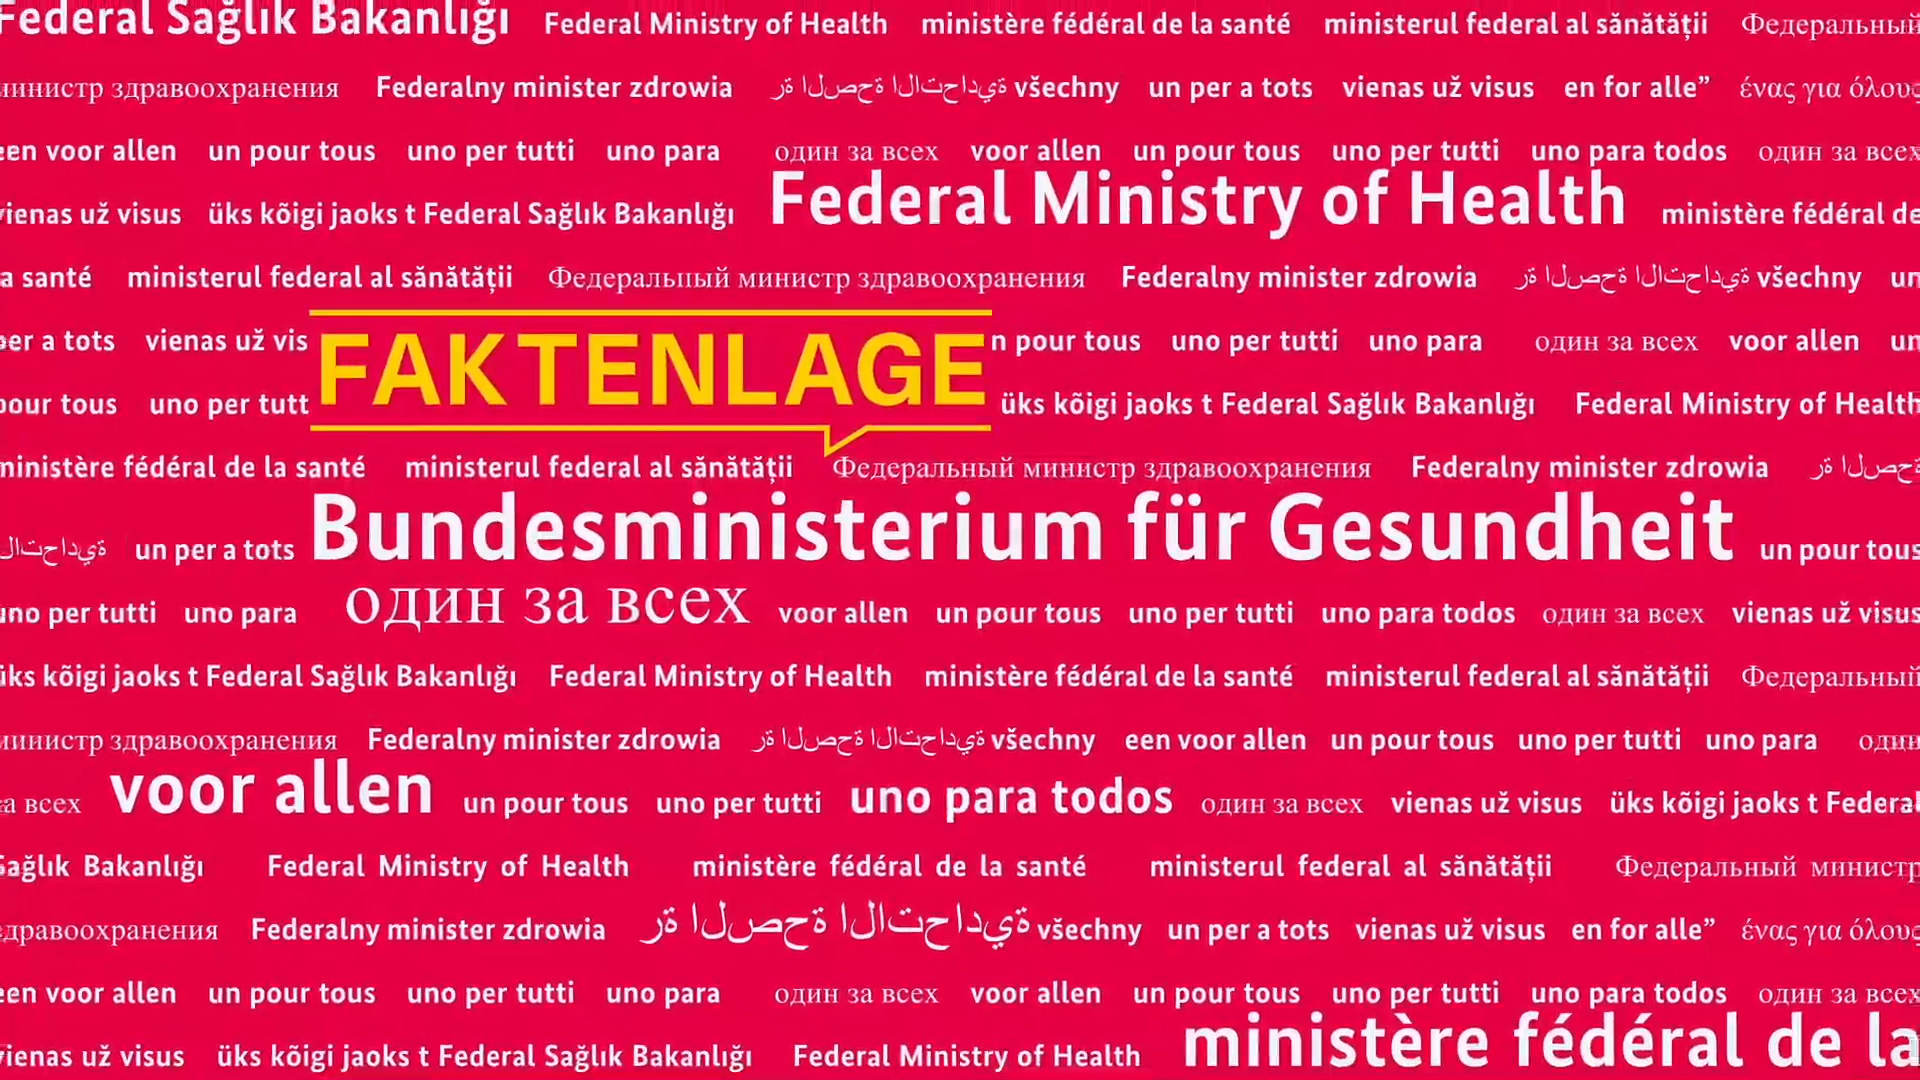 Federal Sağlık Bakanlığı Federal Ministry of Health ministère fédéral de la santé ministerul federal al sănătății Федеральный
министр здравоохранения Federalny minister zdrowia رة الصحة الاتحادية všechny un per a tots vienas už visus en for alle” ένας για όλους
een voor allen un pour tous uno per tutti uno para один за всех voor allen un pour tous uno per tutti uno para todos один за всех
vienas už visus üks kõigi jaoks t Federal Sağlık Bakanlığı Federal Ministry of Health ministère fédéral de
la santé ministerul federal al sănătății Федеральный министр здравоохранения Federalny minister zdrowia رة الصحة الاتحادية všechny un
per a tots vienas už vis n pour tous uno per tutti uno para один за всех voor allen un
FAKTENLAGE
pour tous uno per tutt üks kõigi jaoks t Federal Sağlık Bakanlığı Federal Ministry of Health
ministère fédéral de la santé ministerul federal al sănătății Федеральный министр здравоохранения Federalny minister zdrowia رة الصحة
الاتحادية un per a tots Bundesministerium für Gesundheit un pour tous
uno per tutti uno para один за всех voor allen un pour tous uno per tutti uno para todos один за всех vienas už visus
üks kõigi jaoks t Federal Sağlık Bakanlığı Federal Ministry of Health ministère fédéral de la santé ministerul federal al sănătății Федеральный
министр здравоохранения Federalny minister zdrowia رة الصحة الاتحادية všechny een voor allen un pour tous uno per tutti uno para один
за всех voor allen un pour tous uno per tutti uno para todos один за всех vienas už visus üks kõigi jaoks t Federal
Sağlık Bakanlığı Federal Ministry of Health ministère fédéral de la santé ministerul federal al sănătății Федеральный министр
здравоохранения Federalny minister zdrowia رة الصحة الاتحادية všechny un per a tots vienas už visus en for alle” ένας για όλους
een voor allen un pour tous uno per tutti uno para один за всех voor allen un pour tous uno per tutti uno para todos один за всех
vienas už visus üks kõigi jaoks t Federal Sağlık Bakanlığı Federal Ministry of Health ministère fédéral de la